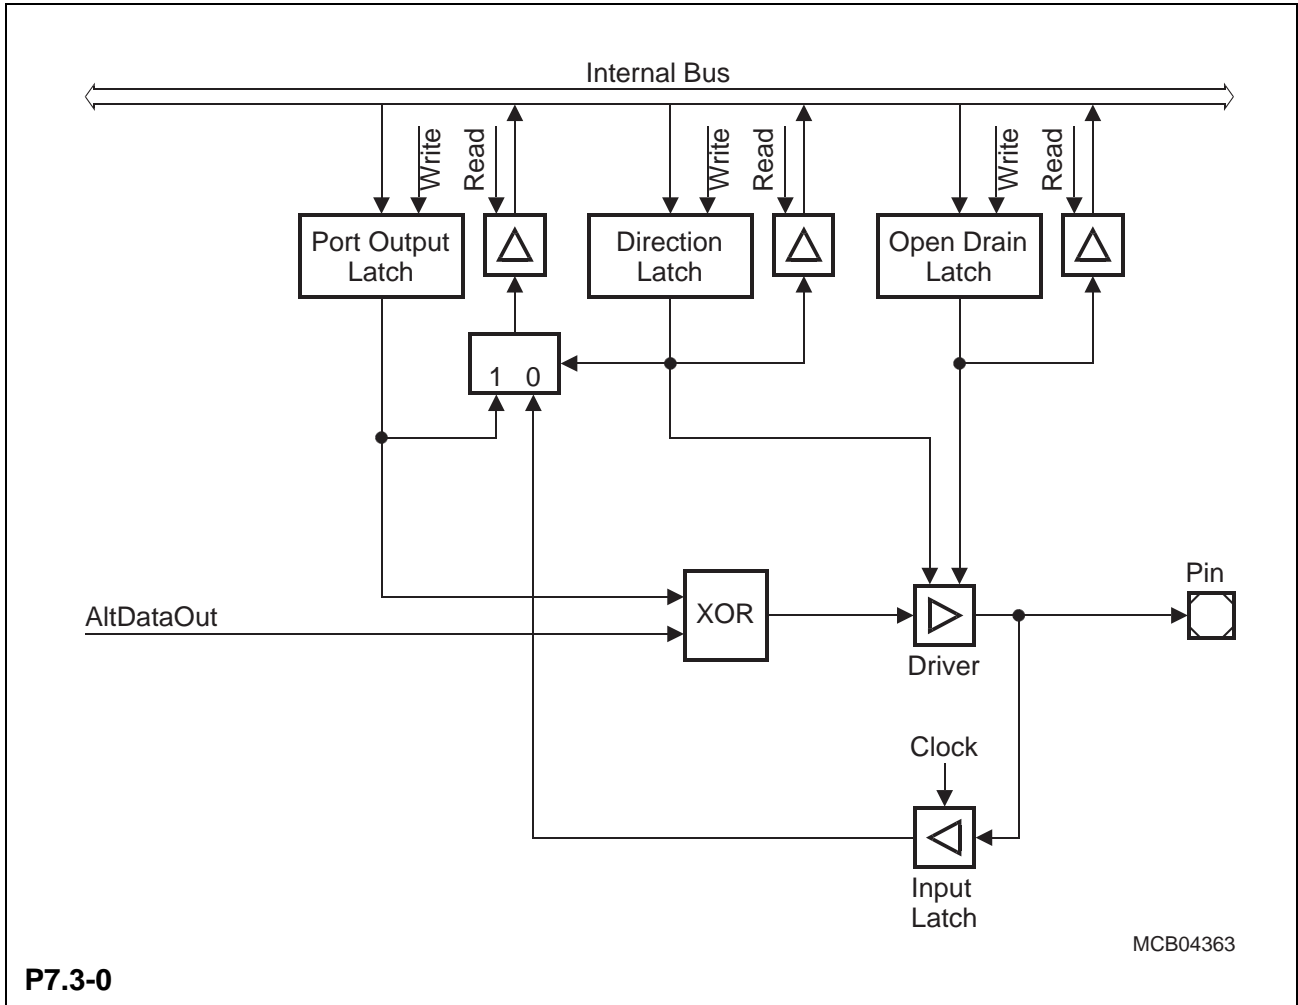 Internal Bus
Write
Read
Write
Read
Write
Read
Port Output
Latch
Direction
Latch
Open Drain
Latch
1 0
AltDataOut
XOR
Driver
Pin
Clock
Input
Latch
MCB04363
P7.3-0